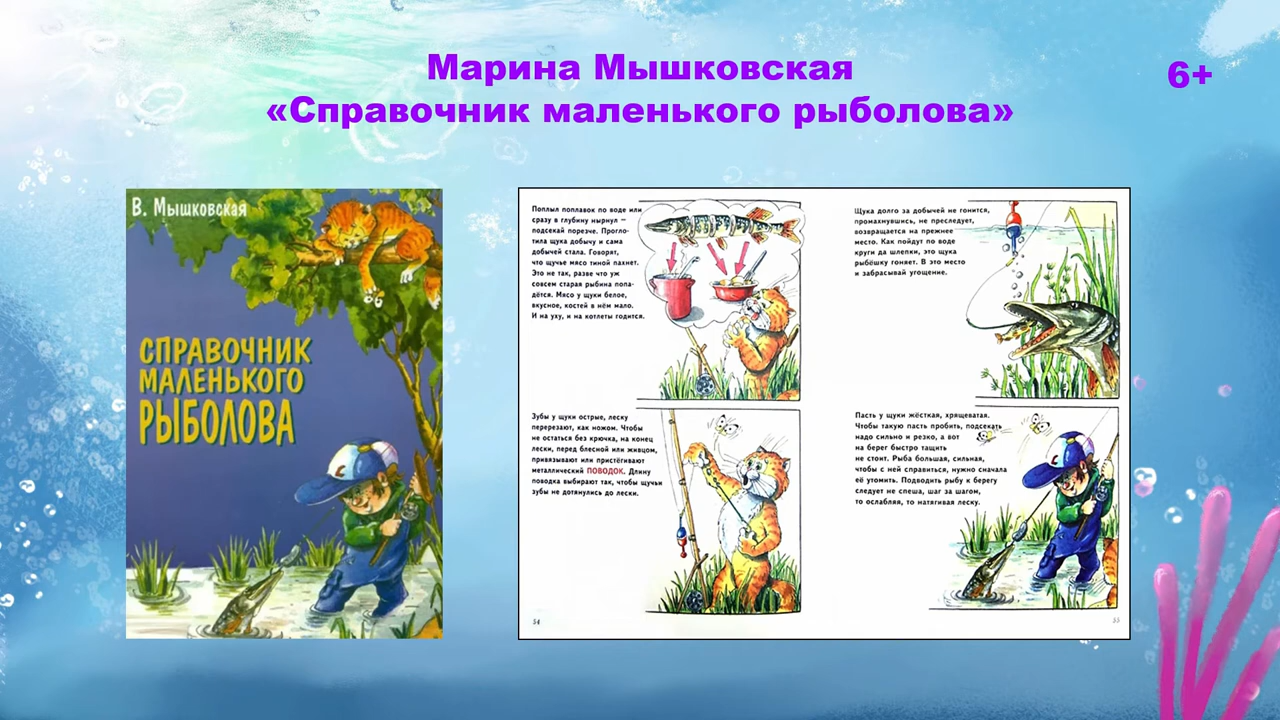 Марина Мышковская
«Справочник маленького рыболова»
6+
В. Мышковская
СПРАВОЧНИК
МАЛЕНЬКОГО
РЫБОЛОВА
Поплыл поплавок по воде или
сразу в глубину нырнул —
подсекай порезче. Прогло-
тила щука добычу и сама
добычей стала. Говорят,
что щучье мясо тиной пахнет.
Это не так, разве что уж
совсем старая рыбина попа-
дётся. Мясо у щуки белое,
вкусное, костей в нём мало.
И на уху, и на котлеты годится.
Зубы у щуки острые, леску
перерезают, как ножом. Чтобы
не остаться без крючка, на конец
лески, перед блесной или живцом,
привязывают или пристёгивают
металлический ПОВОДОК. Длину
поводка выбирают так, чтобы щучьи
зубы не дотянулись до лески.
54
Щука долго за добычей не гонится,
промахнувшись, не преследует,
возвращается на прежнее
место. Как пойдут по воде
круги да шлепки, это щука
рыбёшку гоняет. В это место
и забрасывай угощение.
Пасть у щуки жёсткая, хрящеватая.
Чтобы такую пасть пробить, подсекать
надо сильно и резко, а вот
на берег быстро тащить
не стоит. Рыба большая, сильная,
чтобы с ней справиться, нужно сначала
её утомить. Подводить рыбу к берегу
следует не спеша, шаг за шагом,
то ослабляя, то натягивая леску.
55